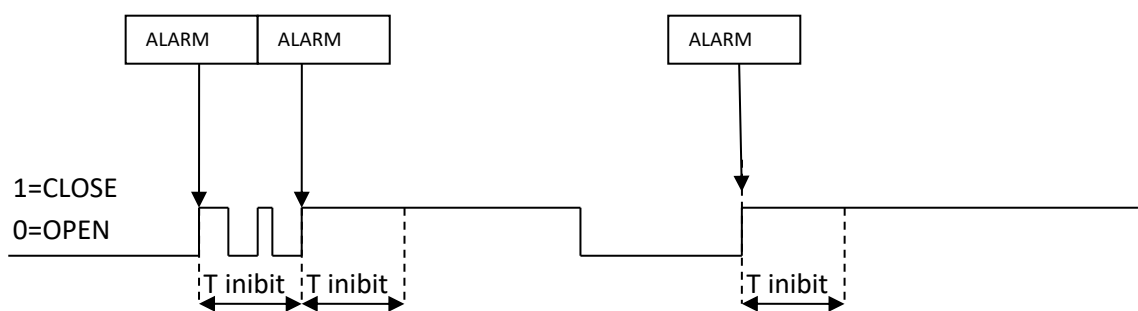 ALARM ALARM ALARM
1=CLOSE
0=OPEN
T inibit T inibit T inibit